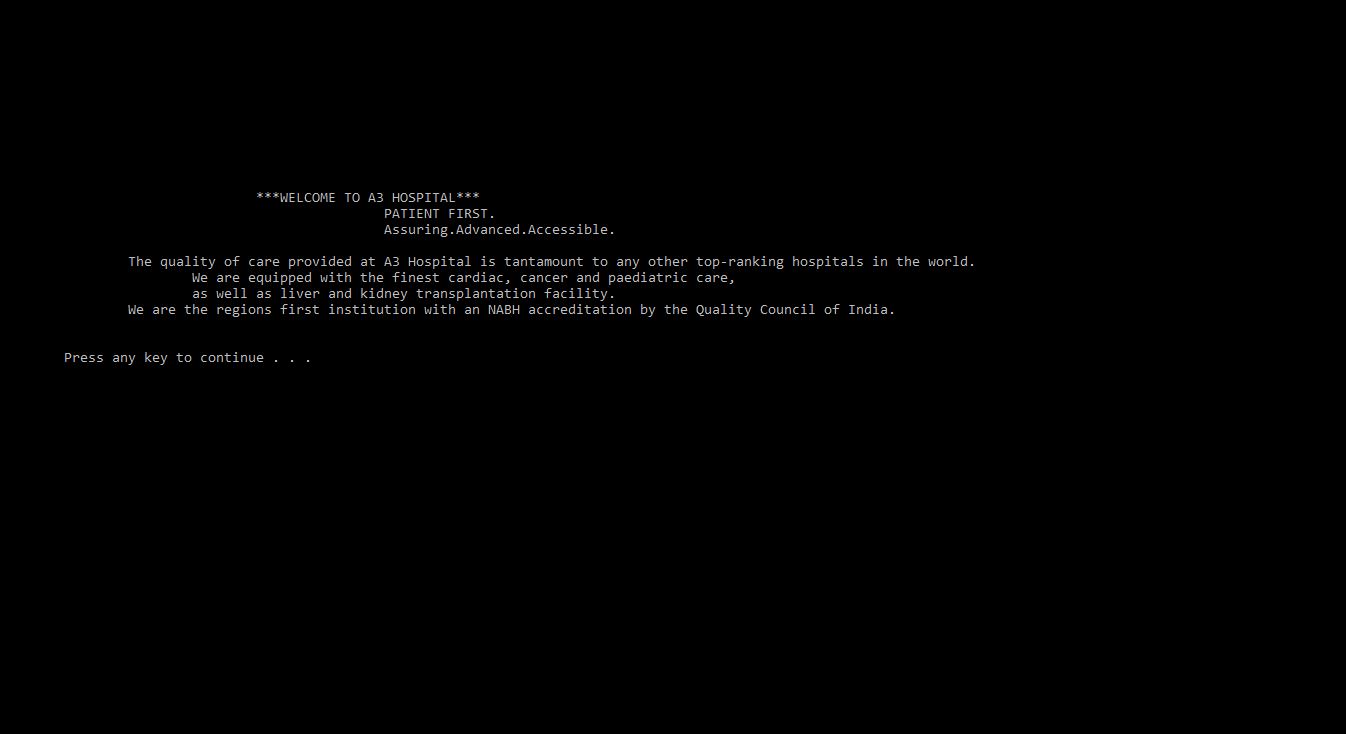 ***WELCOME TO A3 HOSPITAL***
PATIENT FIRST.
Assuring.Advanced.Accessible.
The quality of care provided at A3 Hospital is tantamount to any other top-ranking hospitals in the world.
We are equipped with the finest cardiac, cancer and paediatric care,
as well as liver and kidney transplantation facility.
We are the regions first institution with an NABH accreditation by the Quality Council of India.
Press any key to continue . . .